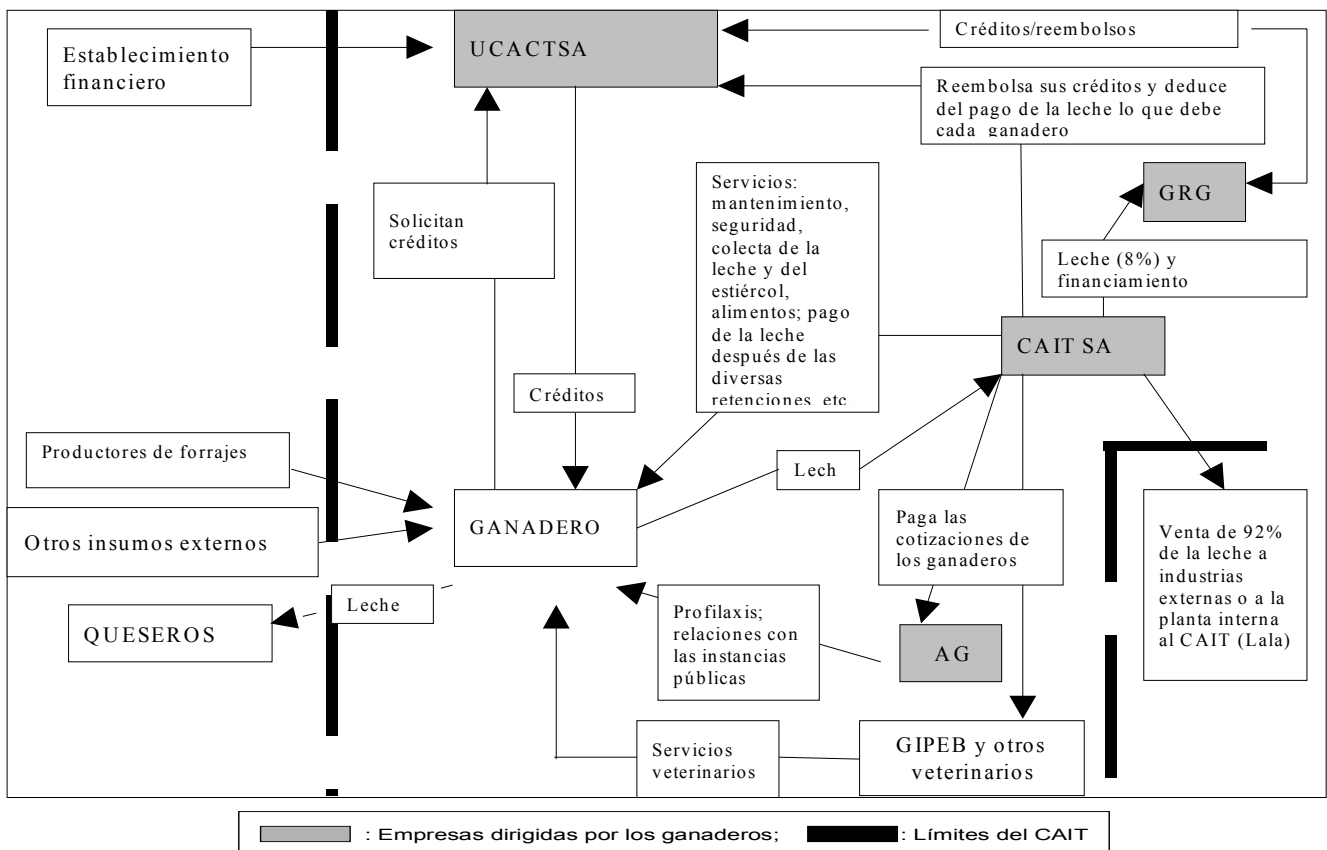 Establecimiento
financiero
UCACTSA
Créditos/reembolsos
Reembolsa sus créditos y deduce
del pago de la leche lo que debe
cada ganadero
Solicitan
créditos
Servicios:
mantenimiento,
seguridad,
colecta de la
leche y del
estiércol,
alimentos; pago
de la leche
después de las
diversas
retenciones, etc.
GRG
Leche (8%) y
financiamiento
CAIT SA
Créditos
Productores de forrajes
Lech
GANADERO
Otros insumos externos
Paga las
cotizaciones de
los ganaderos
Venta de 92%
de la leche a
industrias
externas o a la
planta interna
al CAIT (Lala)
Leche
QUESEROS
Profilaxis;
relaciones con
las instancias
públicas
AG
Servicios
veterinarios
GIPEB y otros
veterinarios
: Empresas dirigidas por los ganaderos;
: Límites del CAIT